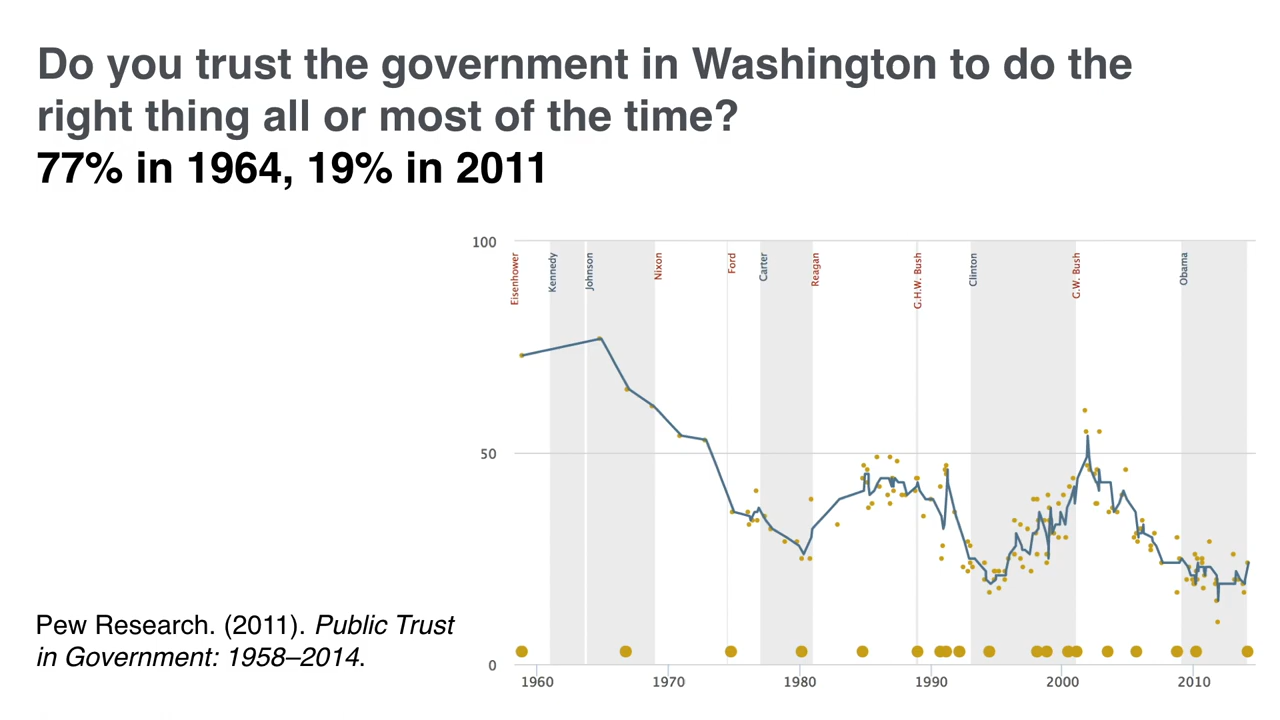 Do you trust the government in Washington to do the
right thing all or most of the time?
77% in 1964, 19% in 2011
100
Eisenhower
Kennedy
Johnson
Nixon
Ford
Carter
Reagan
G.H.W. Bush
Clinton
G.W. Bush
Obama
50
Pew Research. (2011). Public Trust
in Government: 1958–2014.
0
1960 1970 1980 1990 2000 2010